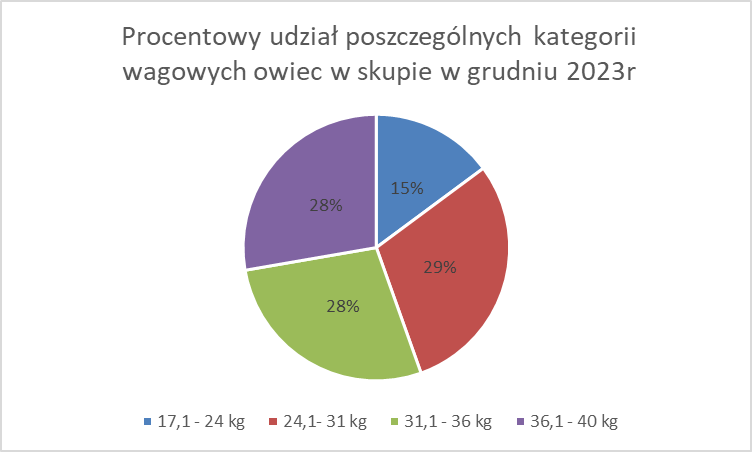 Procentowy udział poszczególnych kategorii
wagowych owiec w skupie w grudniu 2023r
15%
29%
28%
28%
17,1 - 24 kg
24,1- 31 kg
31,1 - 36 kg
36,1 - 40 kg